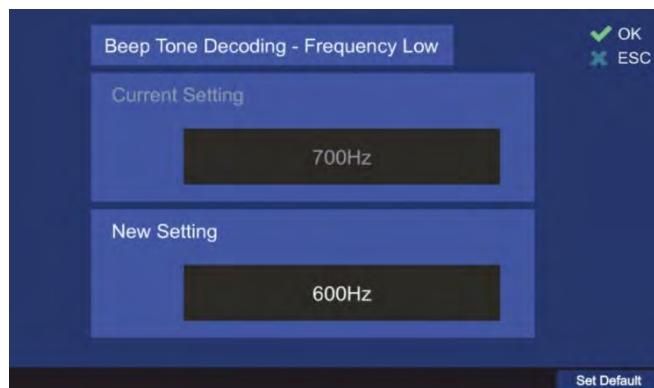 Beep Tone Decoding - Frequency Low
OK
ESC
Current Setting
700Hz
New Setting
600Hz
Set Default